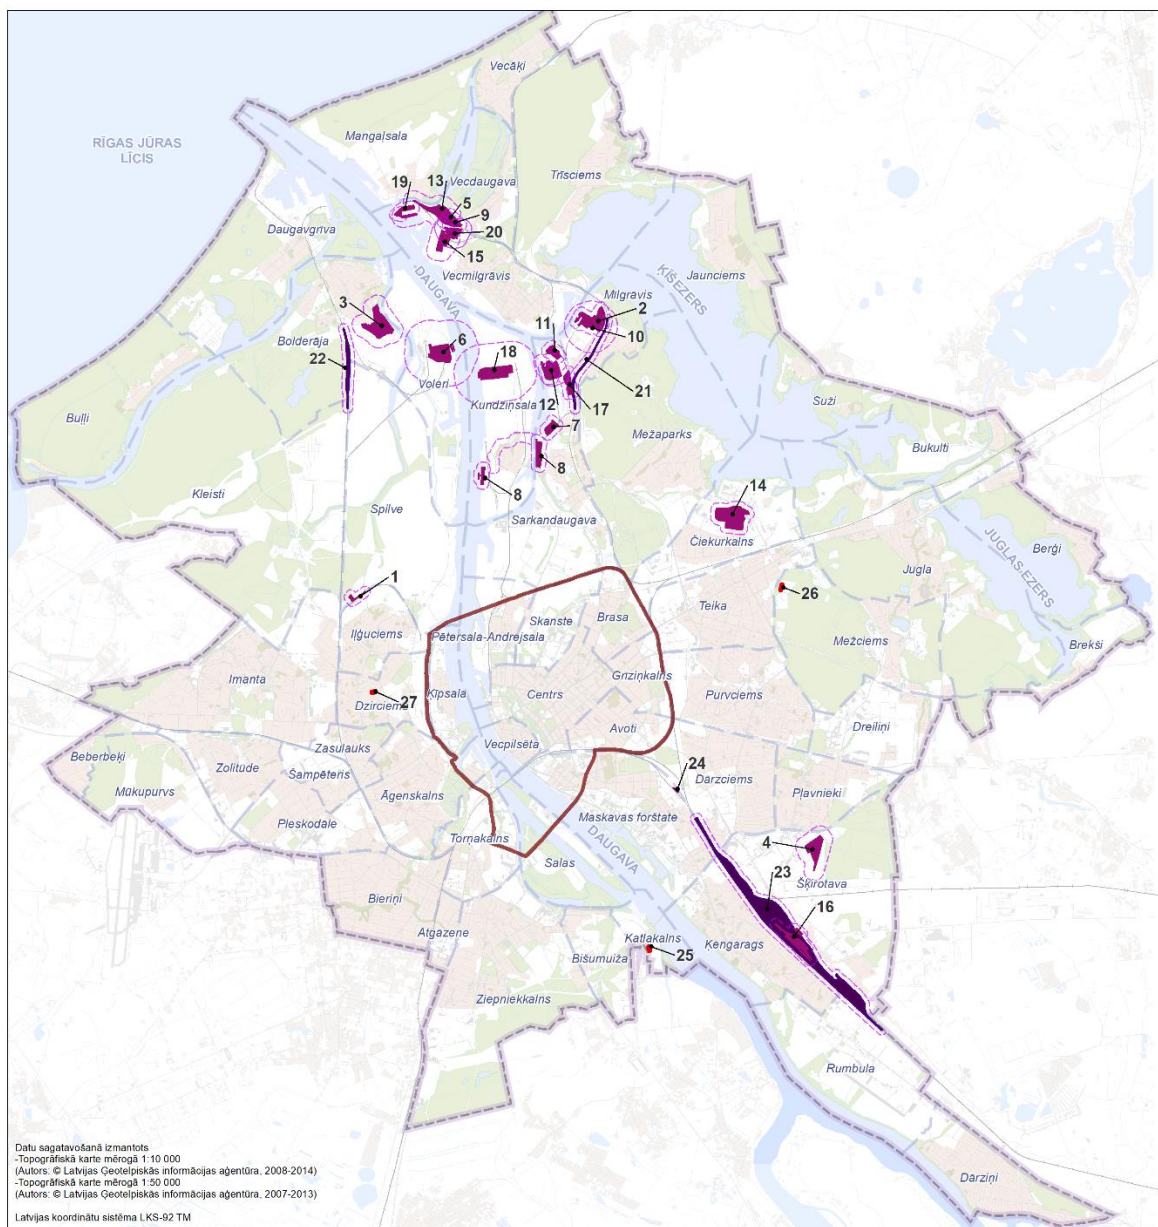 Vecāķi
Mangaļsala
RĪGAS JŪRAS
LĪCIS
19
13
Vecdaugava
Trīsciems
5
9
20
15
Daugavgrīva
DAUGAVA
Vecmīlgrāvis
ĶĪŠEZERS
Jaunciems
Mīlgrāvis
3
2
10
11
6
18
Bolderāja
22
21
Voleri
Kundziņsala
12
17
Suži
Buļļi
7
Mežaparks
Bukulti
8
8
Kleisti
14
Spilve
Sarkandaugava
Čiekurkalns
JUGLAS EZERS
Berģi
Jugla
1
26
Teika
Skanste
Brasa
Iļģuciems
Pētersala-Andrejsala
Mežciems
Brekši
Imanta
Grīziņkalns
Ķīpsala
Centrs
Purvciems
27
Dzirciems
Avoti
Dreiliņi
Vecpilsēta
Zasulauks
Beberbeķi
Zolitūde
Šampēteris
24
Dārzciems
Mūkupurvs
Āgenskalns
Pļavnieki
Maskavas forštate
Pleskodāle
Torņakalns
DAUGAVA
4
Salas
23
Šķirotava
Bieriņi
16
Atgāzene
Katlakalns
Ķengarags
25
Bišumuiža
Ziepniekkalns
Rumbula
Dārziņi
Datu sagatavošanā izmantots
-Topogrāfiskā karte mērogā 1:10 000
(Autors: © Latvijas Ģeotelpiskās informācijas aģentūra, 2008-2014)
-Topogrāfiskā karte mērogā 1:50 000
(Autors: © Latvijas Ģeotelpiskās informācijas aģentūra, 2007-2013)
Latvijas koordinātu sistēma LKS-92 TM